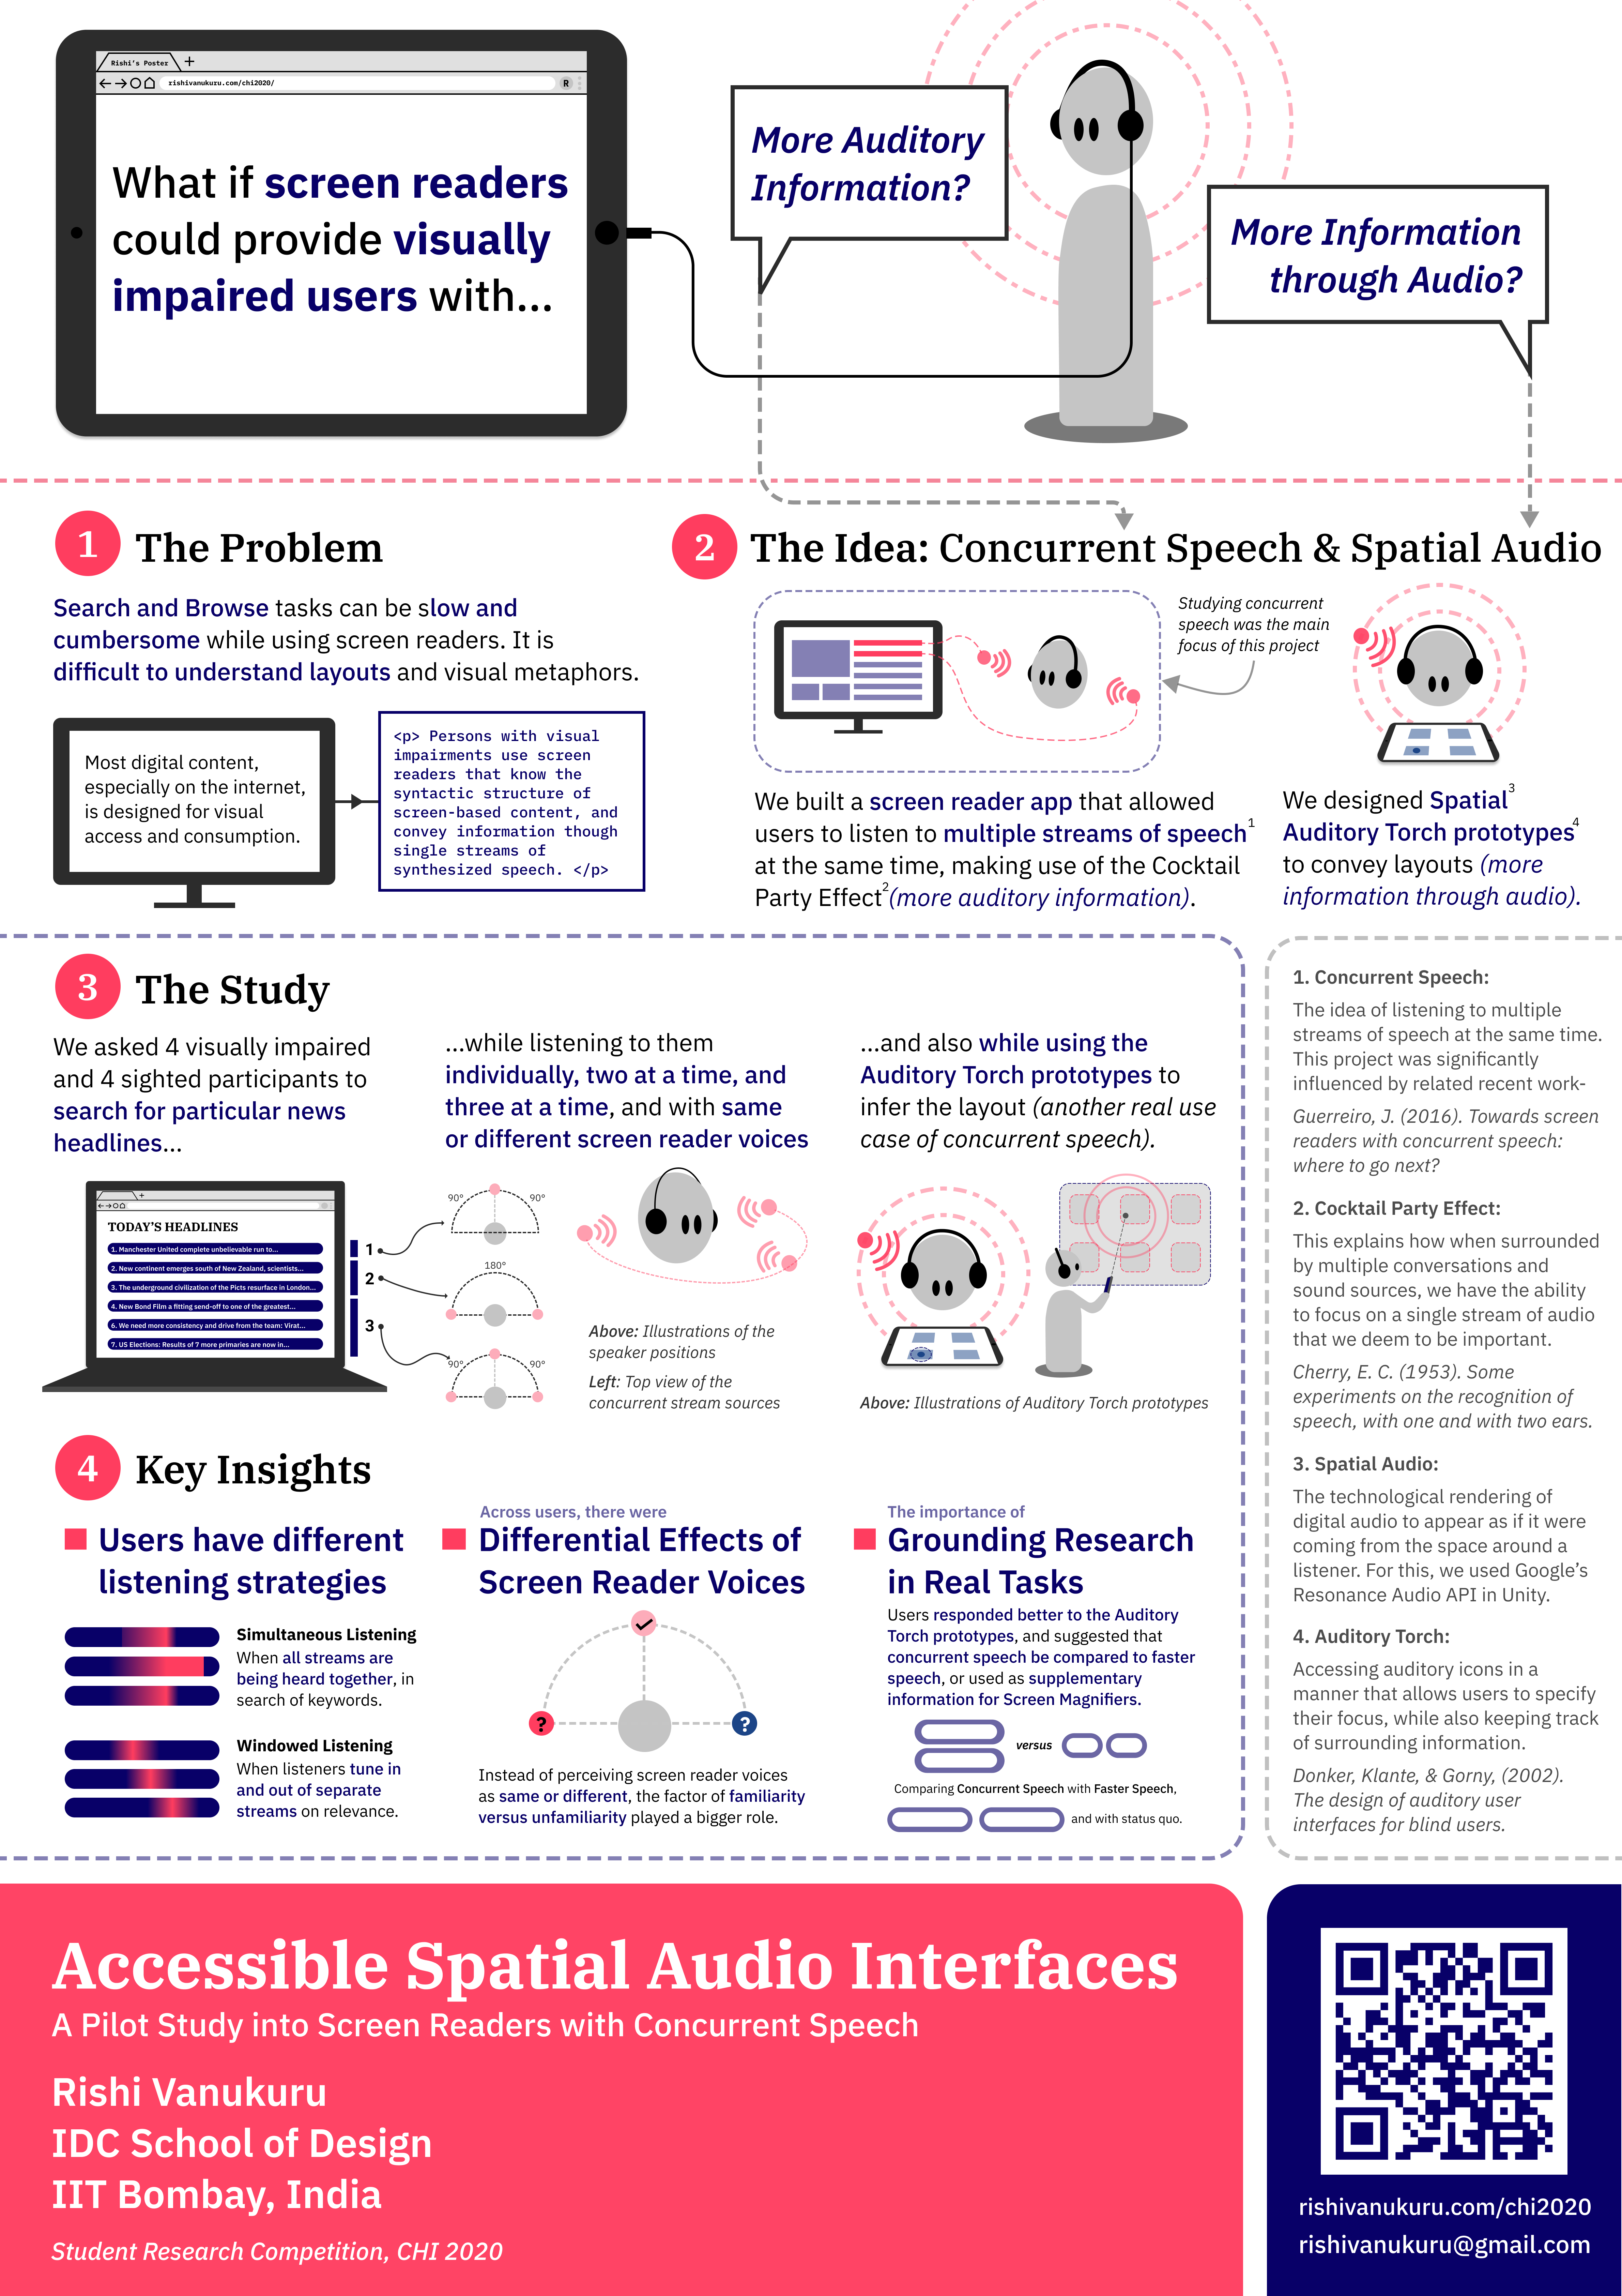 Rishi's Poster
+
rishivanukuru.com/chi2020/
R
What if screen readers
could provide visually
impaired users with...
More Auditory
Information?
More Information
through Audio?
1 The Problem
Search and Browse tasks can be slow and
cumbersome while using screen readers. It is
difficult to understand layouts and visual metaphors.
Most digital content,
especially on the internet,
is designed for visual
access and consumption.
<p> Persons with visual
impairments use screen
readers that know the
syntactic structure of
screen-based content, and
convey information though
single streams of
synthesized speech. </p>
2 The Idea: Concurrent Speech & Spatial Audio
Studying concurrent
speech was the main
focus of this project
We built a screen reader app that allowed
users to listen to multiple streams of speech1
at the same time, making use of the Cocktail
Party Effect2(more auditory information).
We designed Spatial3
Auditory Torch prototypes4
to convey layouts (more
information through audio).
3 The Study
We asked 4 visually impaired
and 4 sighted participants to
search for particular news
headlines...
...while listening to them
individually, two at a time, and
three at a time, and with same
or different screen reader voices
...and also while using the
Auditory Torch prototypes to
infer the layout (another real use
case of concurrent speech).
+
TODAY'S HEADLINES
1. Manchester United complete unbelievable run to...
2. New continent emerges south of New Zealand, scientists...
3. The underground civilization of the Picts resurface in London...
4. New Bond Film a fitting send-off to one of the greatest...
6. We need more consistency and drive from the team: Virat...
7. US Elections: Results of 7 more primaries are now in...
1
2
3
90° 90°
180°
90° 90°
Above: Illustrations of the
speaker positions
Left: Top view of the
concurrent stream sources
Above: Illustrations of Auditory Torch prototypes
4 Key Insights
Users have different
listening strategies
Simultaneous Listening
When all streams are
being heard together, in
search of keywords.
Windowed Listening
When listeners tune in
and out of separate
streams on relevance.
Across users, there were
Differential Effects of
Screen Reader Voices
? ?
Instead of perceiving screen reader voices
as same or different, the factor of familiarity
versus unfamiliarity played a bigger role.
The importance of
Grounding Research
in Real Tasks
Users responded better to the Auditory
Torch prototypes, and suggested that
concurrent speech be compared to faster
speech, or used as supplementary
information for Screen Magnifiers.
versus
Comparing Concurrent Speech with Faster Speech,
and with status quo.
1. Concurrent Speech:
The idea of listening to multiple
streams of speech at the same time.
This project was significantly
influenced by related recent work-
Guerreiro, J. (2016). Towards screen
readers with concurrent speech:
where to go next?
2. Cocktail Party Effect:
This explains how when surrounded
by multiple conversations and
sound sources, we have the ability
to focus on a single stream of audio
that we deem to be important.
Cherry, E. C. (1953). Some
experiments on the recognition of
speech, with one and with two ears.
3. Spatial Audio:
The technological rendering of
digital audio to appear as if it were
coming from the space around a
listener. For this, we used Google's
Resonance Audio API in Unity.
4. Auditory Torch:
Accessing auditory icons in a
manner that allows users to specify
their focus, while also keeping track
of surrounding information.
Donker, Klante, & Gorny, (2002).
The design of auditory user
interfaces for blind users.
Accessible Spatial Audio Interfaces
A Pilot Study into Screen Readers with Concurrent Speech
Rishi Vanukuru
IDC School of Design
IIT Bombay, India
Student Research Competition, CHI 2020
rishivanukuru.com/chi2020
rishivanukuru@gmail.com